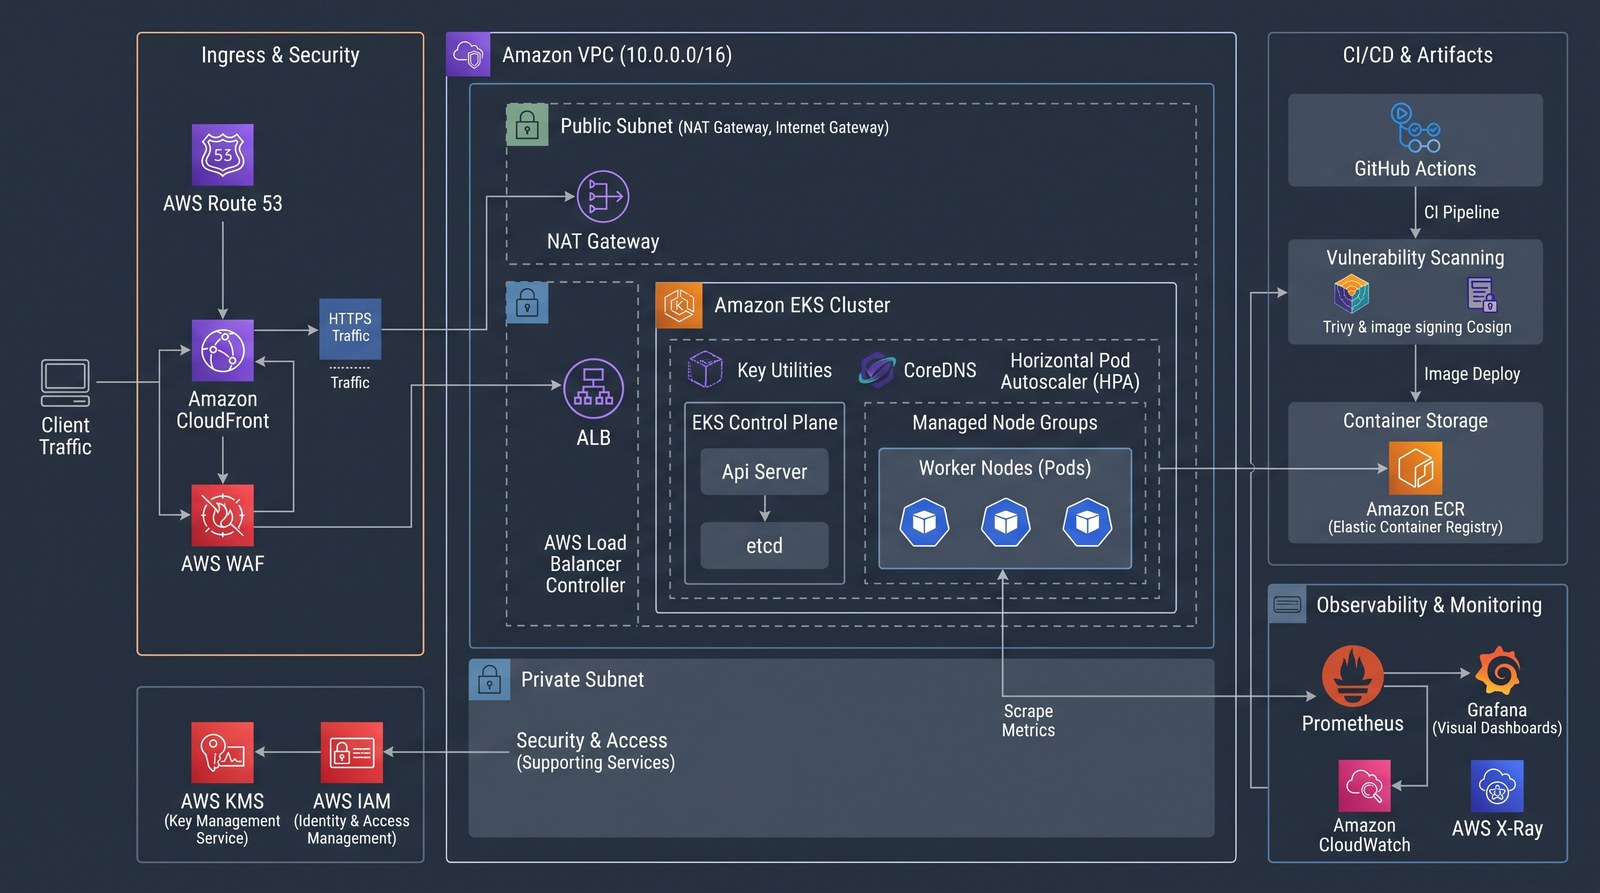 Ingress & Security
53
AWS Route 53
HTTPS
Traffic
Traffic
Amazon
CloudFront
Client
Traffic
AWS WAF
AWS KMS
(Key Management
Service)
AWS IAM
(Identity & Access
Management)
Amazon VPC (10.0.0.0/16)
Public Subnet (NAT Gateway, Internet Gateway)
NAT Gateway
ALB
AWS Load
Balancer
Controller
Amazon EKS Cluster
K
Key Utilities
CoreDNS
Horizontal Pod
Autoscaler (HPA)
EKS Control Plane
Api Server
etcd
Managed Node Groups
Worker Nodes (Pods)
Private Subnet
Security & Access
(Supporting Services)
Scrape
Metrics
CI/CD & Artifacts
GitHub Actions
CI Pipeline
Vulnerability Scanning
Trivy & image signing Cosign
Image Deploy
Container Storage
Amazon ECR
(Elastic Container Registry)
Observability & Monitoring
Prometheus
Grafana
(Visual Dashboards)
Amazon
CloudWatch
AWS X-Ray